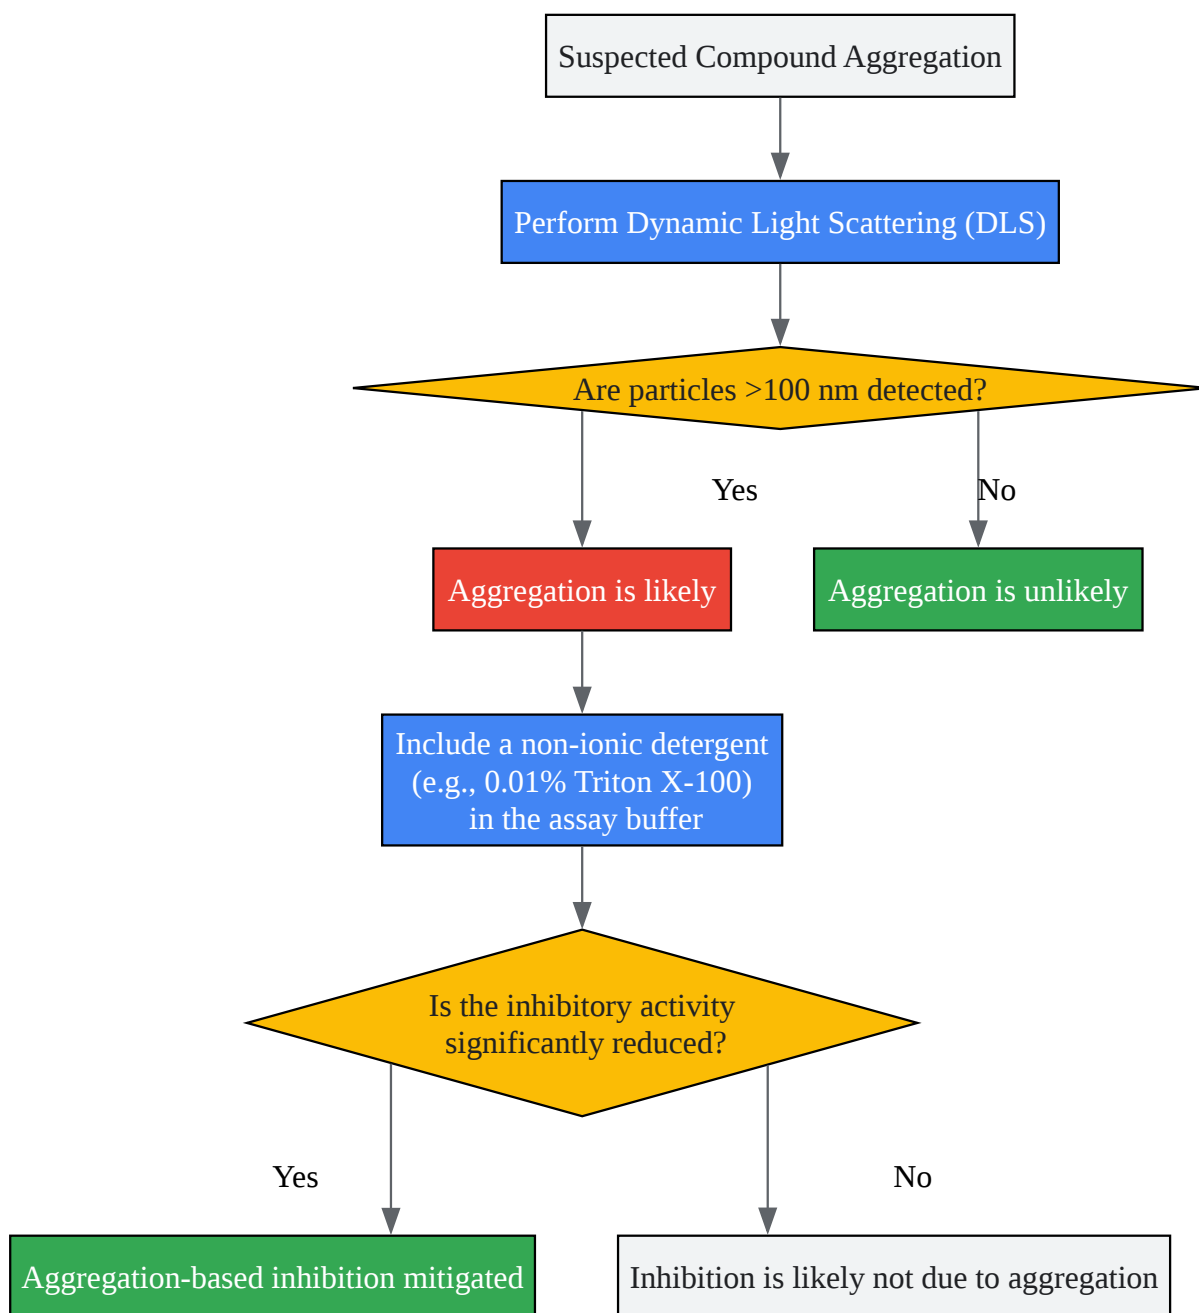 Suspected Compound Aggregation
Perform Dynamic Light Scattering (DLS)
Are particles >100 nm detected?
Yes
No
Aggregation is likely
Aggregation is unlikely
Include a non-ionic detergent
(e.g., 0.01% Triton X-100)
in the assay buffer
Is the inhibitory activity
significantly reduced?
Yes
No
Aggregation-based inhibition mitigated
Inhibition is likely not due to aggregation